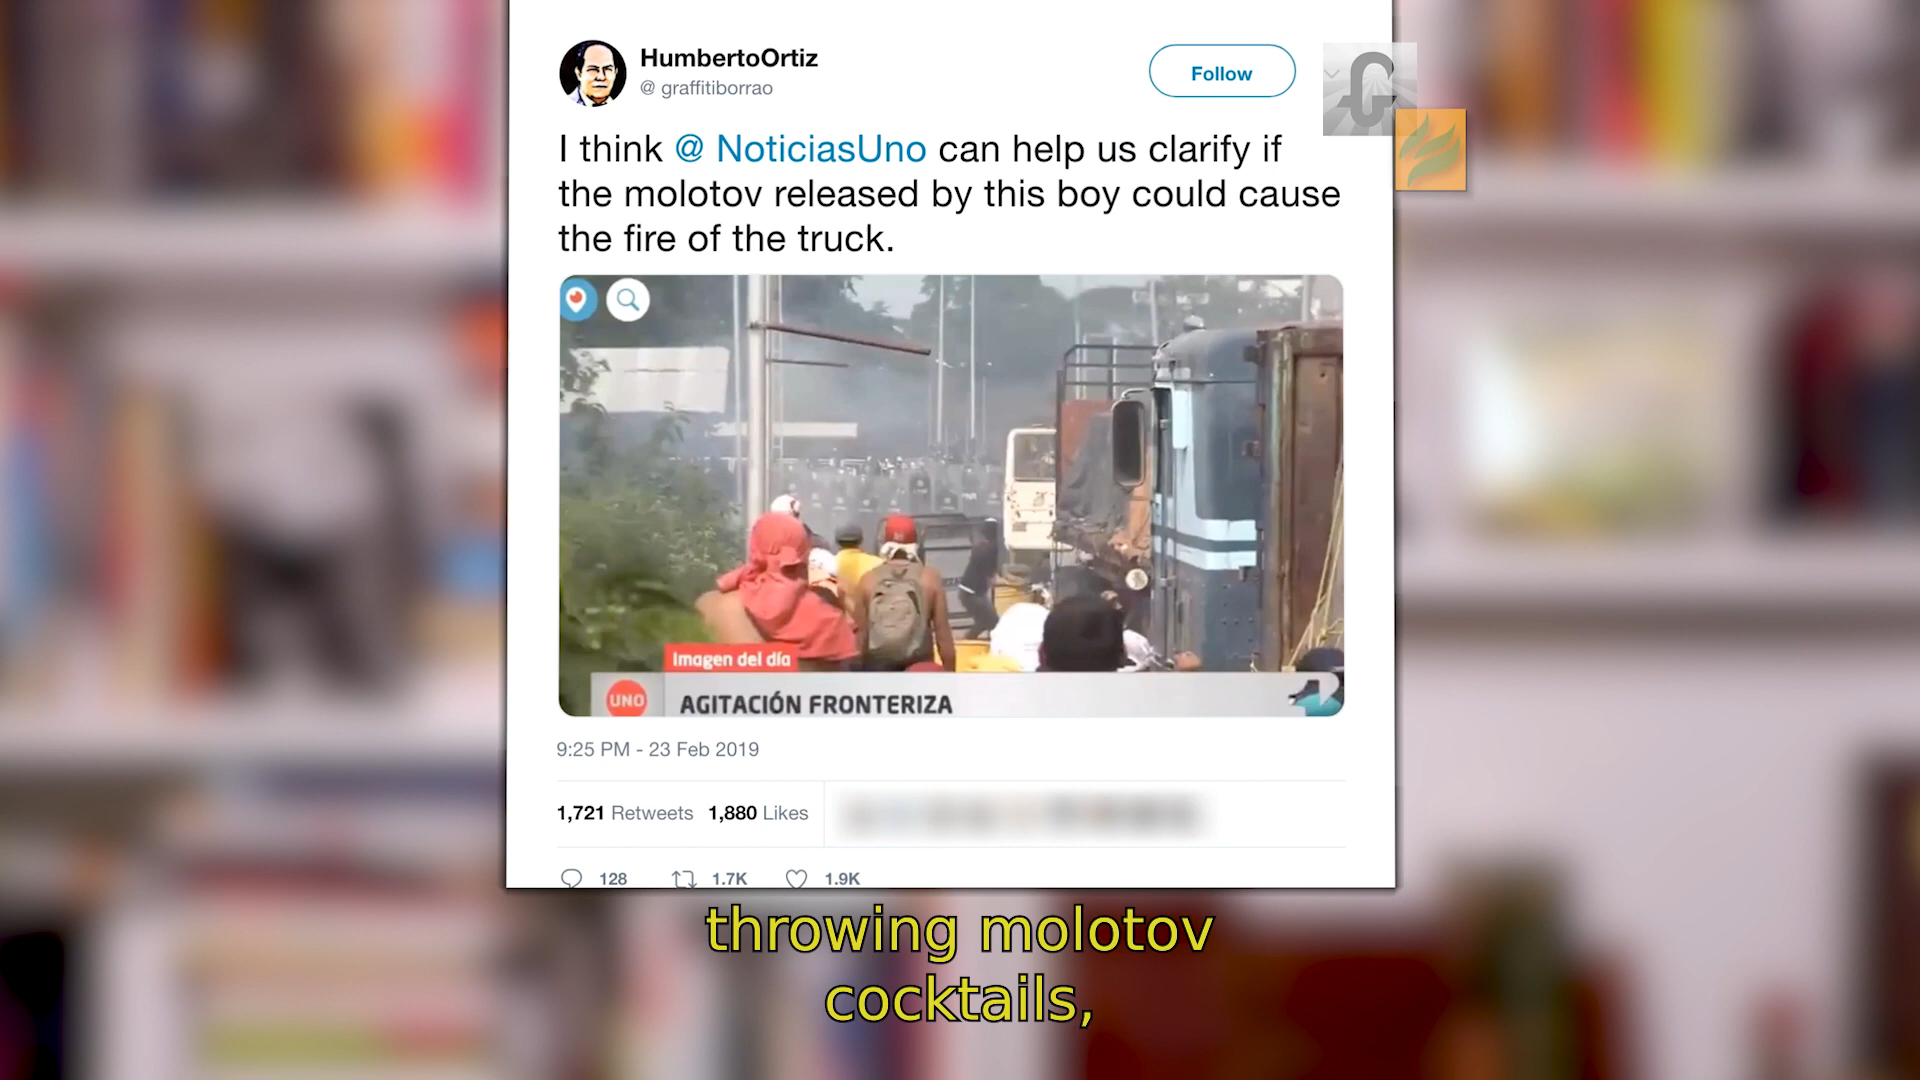 HumbertoOrtiz
@ graffitiborrao
Follow
I think @ NoticiasUno can help us clarify if
the molotov released by this boy could cause
the fire of the truck.
Imagen del día
UNO
AGITACIÓN FRONTERIZA
9:25 PM - 23 Feb 2019
1,721 Retweets 1,880 Likes
128 1.7K 1.9K
throwing molotov
cocktails,